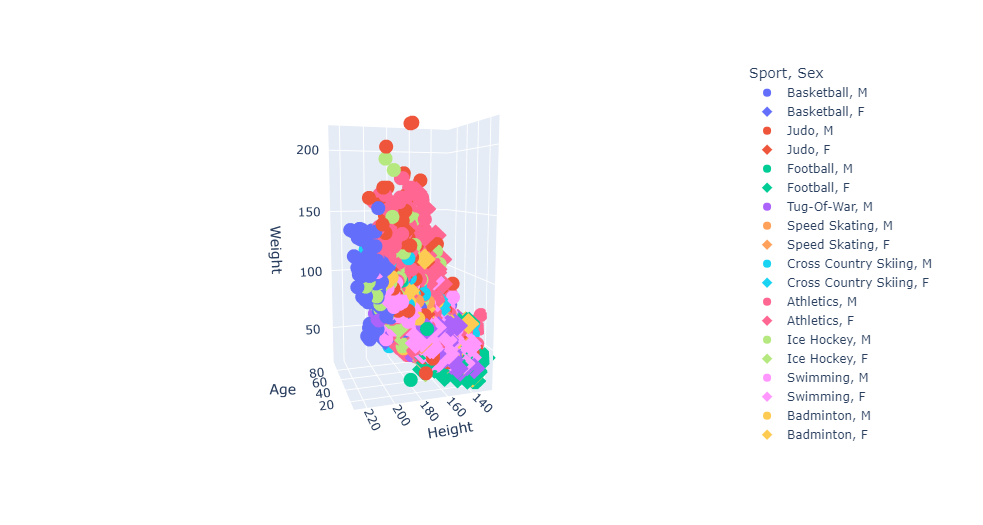 Sport, Sex
Basketball, M
Basketball, F
Judo, M
Judo, F
Football, M
Football, F
Tug-Of-War, M
Speed Skating, M
Speed Skating, F
Cross Country Skiing, M
Cross Country Skiing, F
Athletics, M
Athletics, F
Ice Hockey, M
Ice Hockey, F
Swimming, M
Swimming, F
Badminton, M
Badminton, F
200
150
100
50
Weight
80
60
40
20
Age
220
200
180
160
140
Height